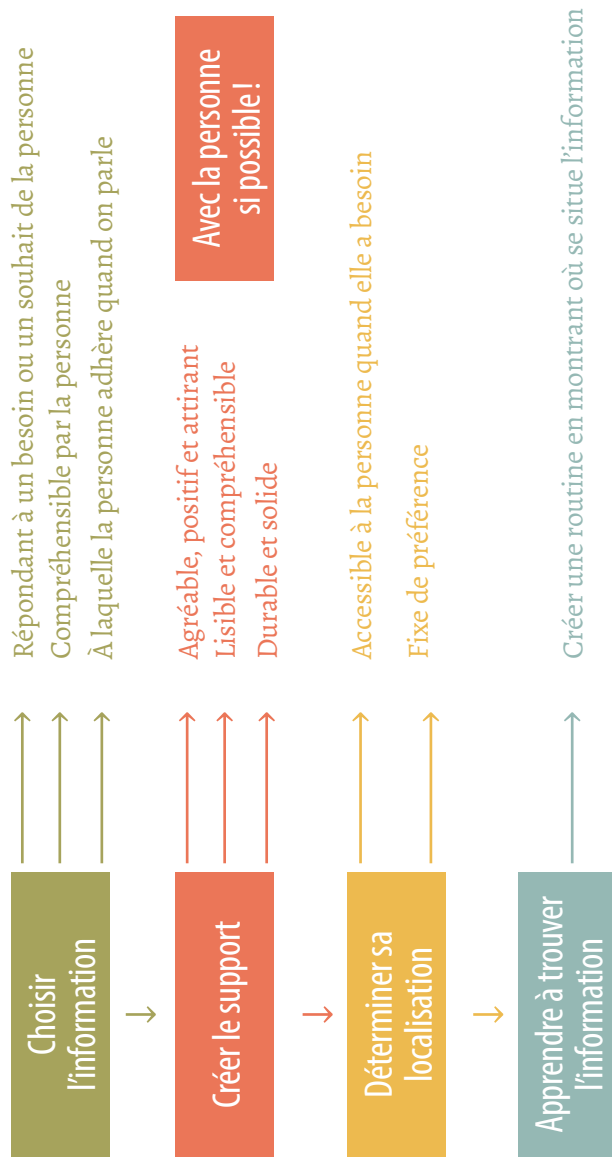 Choisir
l’information
Répondant à un besoin ou un souhait de la personne
Compréhensible par la personne
À laquelle la personne adhère quand on parle
Créer le support
Agréable, positif et attirant
Lisible et compréhensible
Durable et solide
Avec la personne
si possible !
Déterminer sa
localisation
Accessible à la personne quand elle a besoin
Fixe de préférence
Apprendre à trouver
l’information
Créer une routine en montrant où se situe l’information